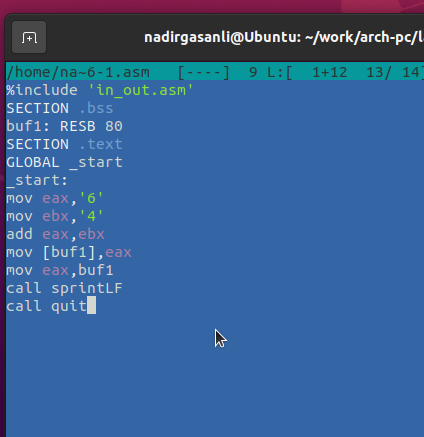 nadirgasanli@Ubuntu: ~/work/arch-pc/l
/home/na~6-1.asm   [----]  9 L:[  1+12  13/ 14]
%include 'in_out.asm'
SECTION .bss
buf1: RESB 80
SECTION .text
GLOBAL _start
_start:
mov eax,'6'
mov ebx,'4'
add eax,ebx
mov [buf1],eax
mov eax,buf1
call sprintLF
call quit